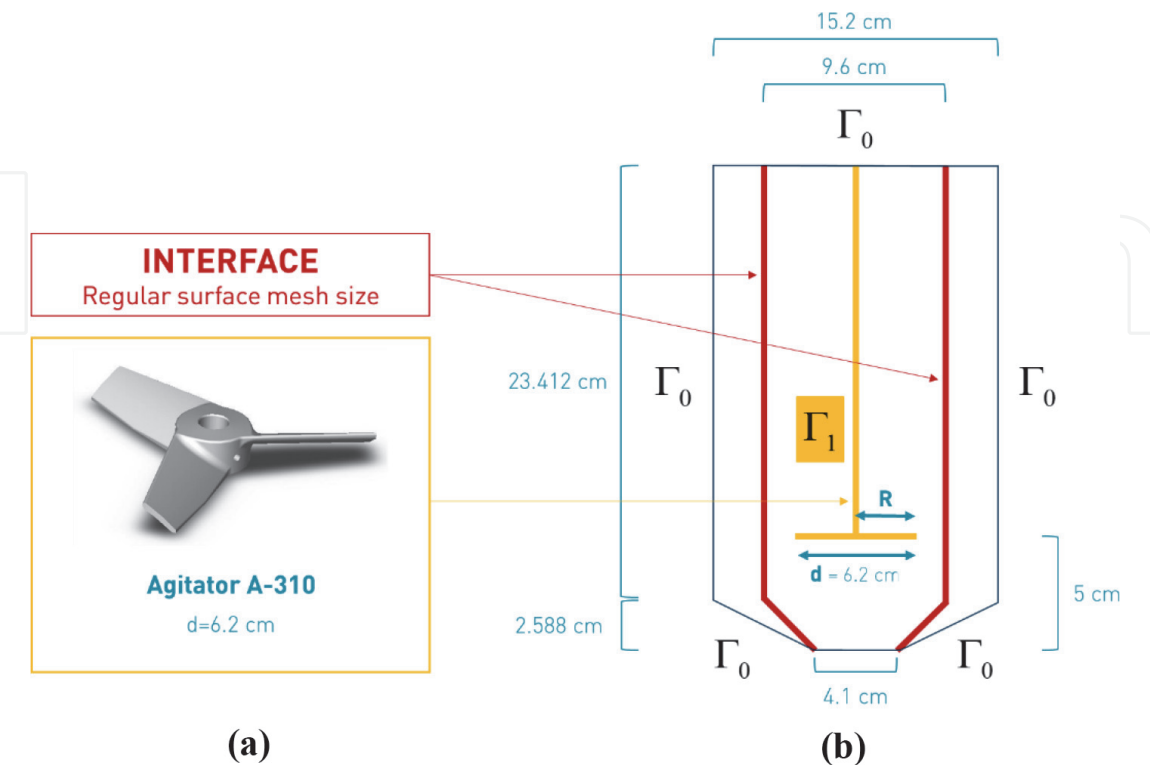 15.2 cm
9.6 cm
Γ0
INTERFACE
Regular surface mesh size
23.412 cm
Γ0
Γ0
Γ1
R
d = 6.2 cm
Agitator A-310
d=6.2 cm
5 cm
2.588 cm
Γ0
Γ0
4.1 cm
(a)
(b)